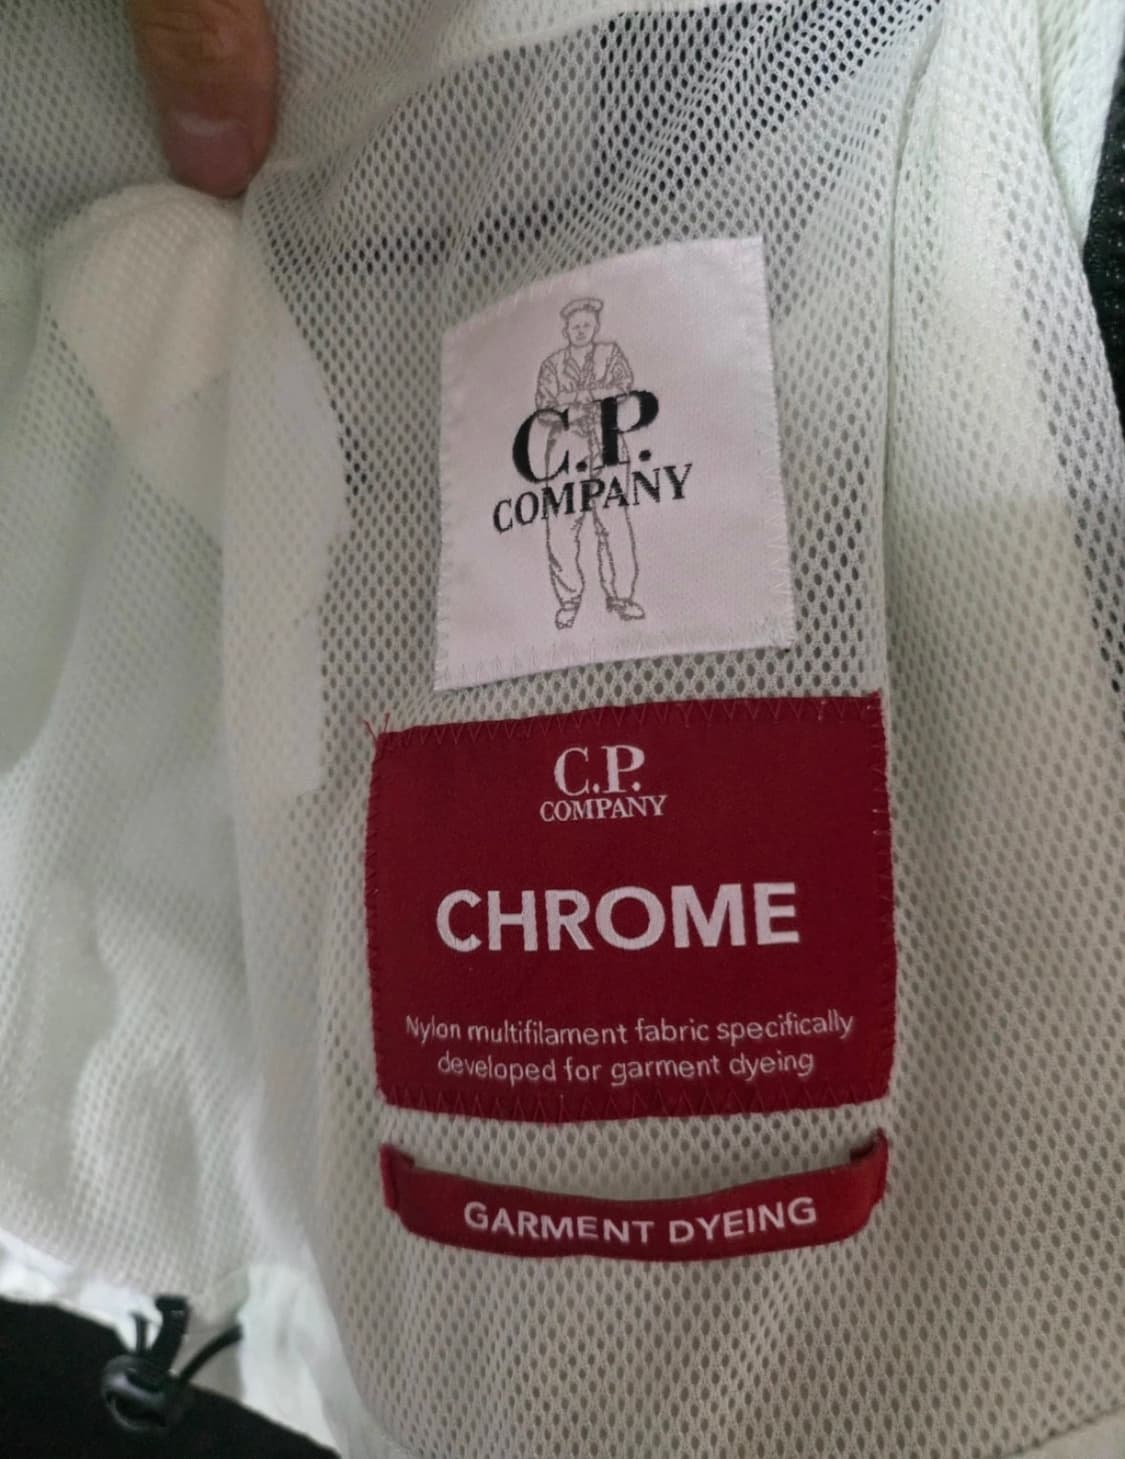 C.P.
COMPANY
C.P.
COMPANY
CHROME
Nylon multifilament fabric specifically
developed for garment dyeing
GARMENT DYEING